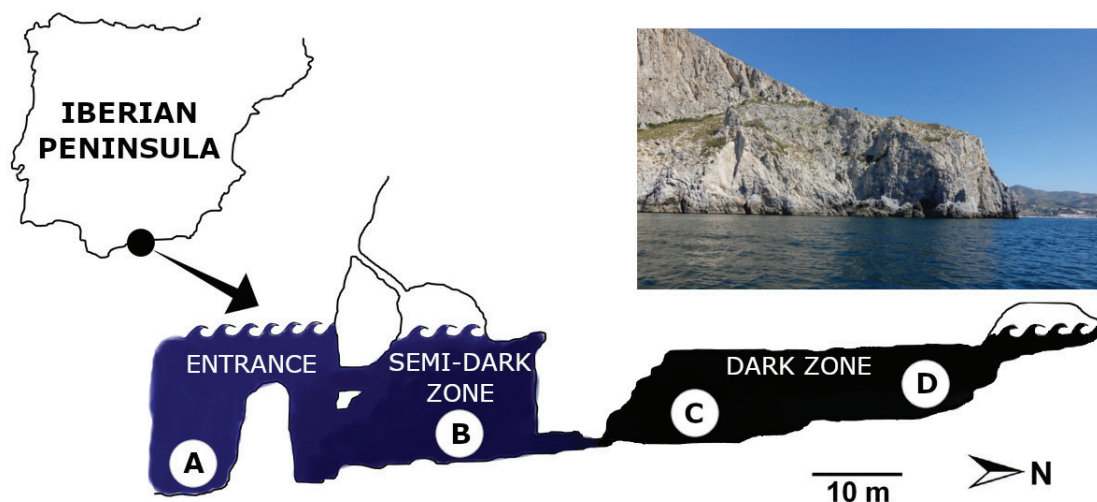 IBERIAN
PENINSULA
ENTRANCE
SEMI-DARK
ZONE
DARK ZONE
A
B
C
D
10 m
N